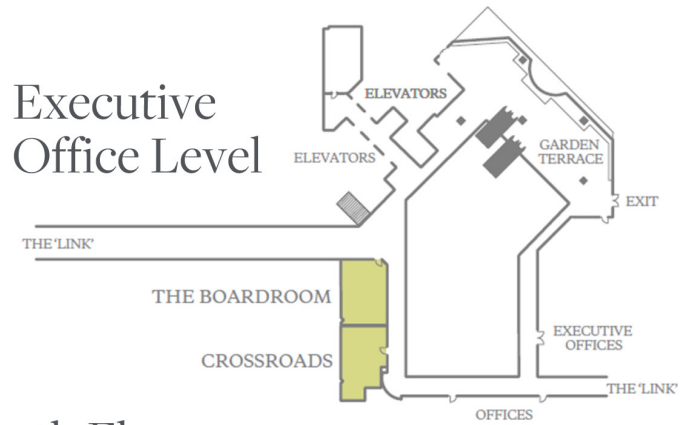 Executive
Office Level
ELEVATORS
ELEVATORS
GARDEN
TERRACE
EXIT
THE 'LINK'
THE BOARDROOM
CROSSROADS
EXECUTIVE
OFFICES
THE 'LINK'
OFFICES